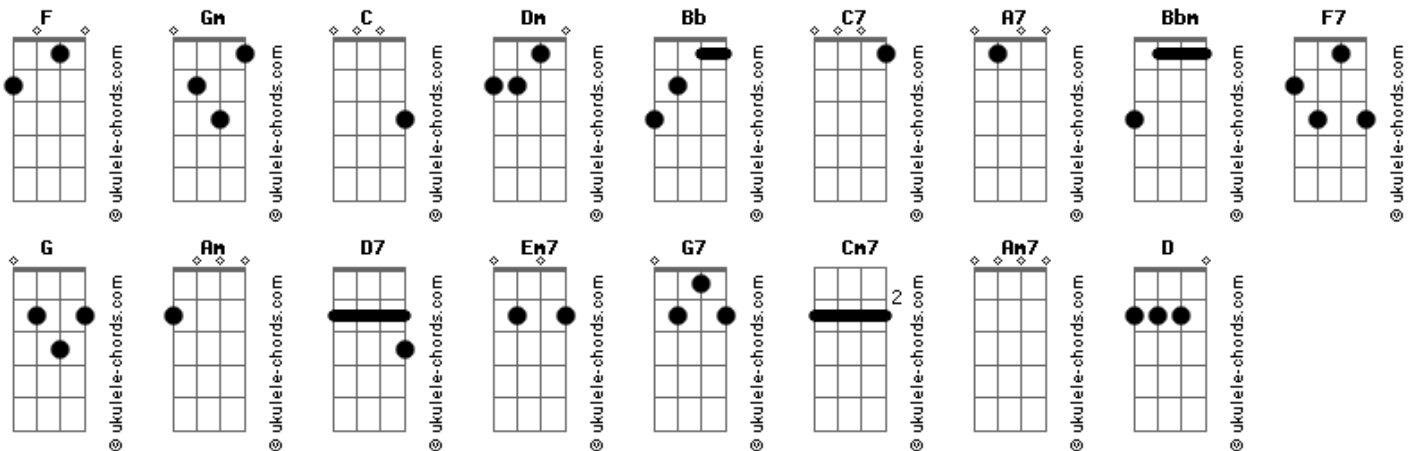 F Gm C Dm Bb C7 A7 Bbm F7
© ukulele-chords.com © ukulele-chords.com © ukulele-chords.com © ukulele-chords.com © ukulele-chords.com © ukulele-chords.com © ukulele-chords.com © ukulele-chords.com © ukulele-chords.com
G Am D7 Em7 G7 Cm7 Am7 D
2
© ukulele-chords.com © ukulele-chords.com © ukulele-chords.com © ukulele-chords.com © ukulele-chords.com © ukulele-chords.com © ukulele-chords.com © ukulele-chords.com